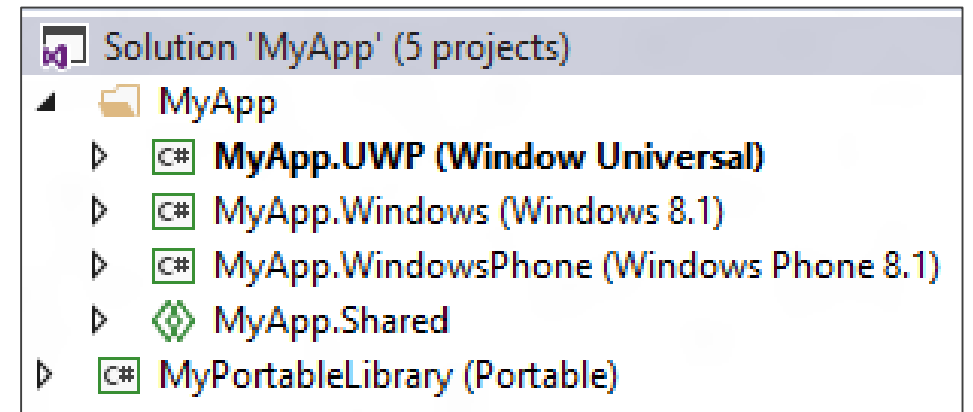 Solution 'MyApp' (5 projects)
MyApp
C# MyApp.UWP (Window Universal)
C# MyApp.Windows (Windows 8.1)
C# MyApp.WindowsPhone (Windows Phone 8.1)
MyApp.Shared
C# MyPortableLibrary (Portable)